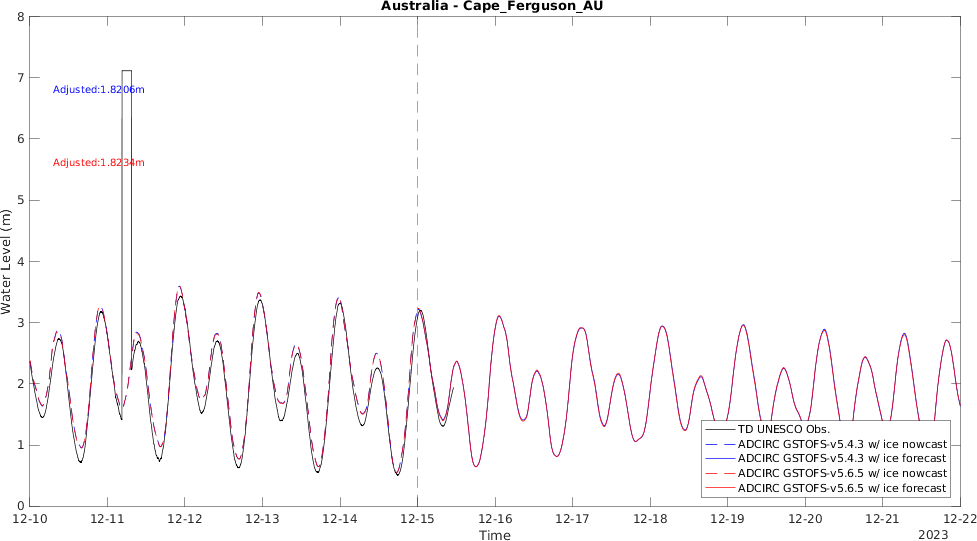 Australia - Cape_Ferguson_AU
8
7
6
5
4
3
2
1
0
Water Level (m)
Adjusted:1.8206m
Adjusted:1.8234m
TD UNESCO Obs.
ADCIRC GSTOFS-v5.4.3 w/ ice nowcast
ADCIRC GSTOFS-v5.4.3 w/ ice forecast
ADCIRC GSTOFS-v5.6.5 w/ ice nowcast
ADCIRC GSTOFS-v5.6.5 w/ ice forecast
12-10 12-11 12-12 12-13 12-14 12-15 12-16 12-17 12-18 12-19 12-20 12-21 12-22
Time
2023